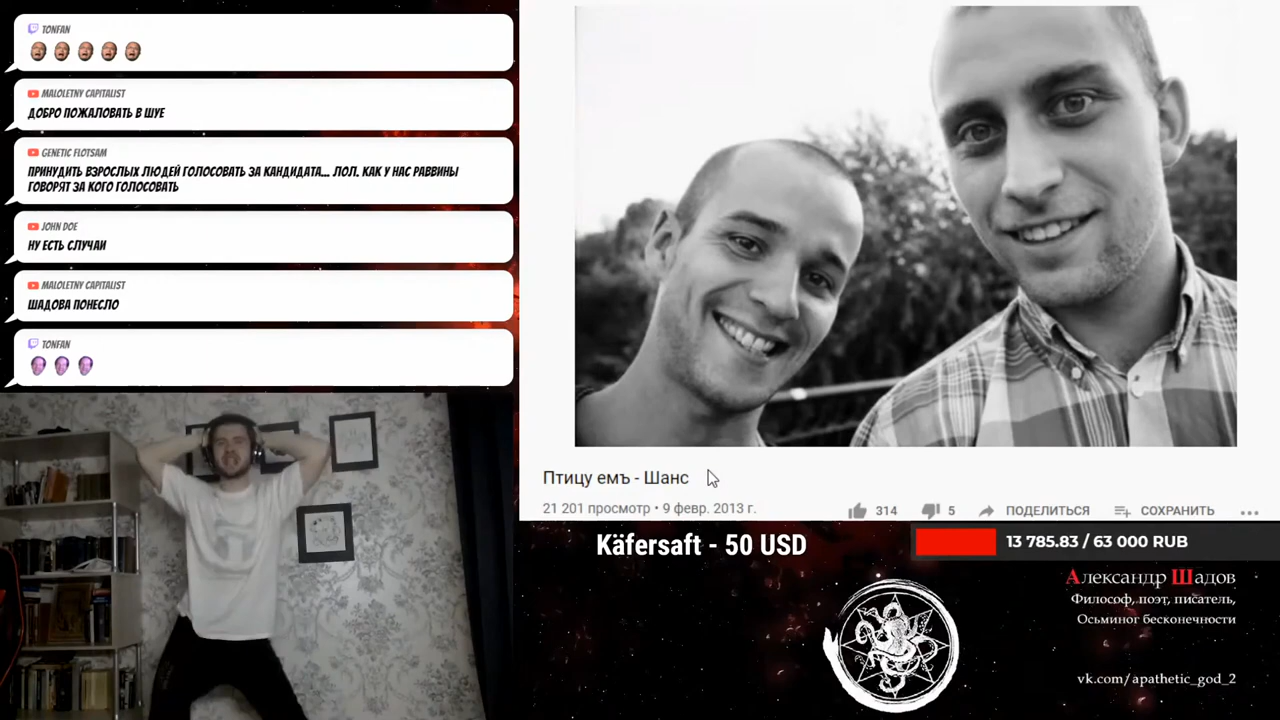 TONFAN
MALOLETNY CAPITALIST
ДОБРО ПОЖАЛОВАТЬ В ШУЕ
GENETIC FLOTSAM
ПРИНУДИТЬ ВЗРОСЛЫХ ЛЮДЕЙ ГОЛОСОВАТЬ ЗА КАНДИДАТА... ЛОЛ. КАК У НАС РАВВИНЫ
ГОВОРЯТ ЗА КОГО ГОЛОСОВАТЬ
JOHN DOE
НУ ЕСТЬ СЛУЧАИ
MALOLETNY CAPITALIST
ШАДОВА ПОНЕСЛО
TONFAN
Птицу емъ - Шанс
21 201 просмотр • 9 февр. 2013 г.
314
5
ПОДЕЛИТЬСЯ
СОХРАНИТЬ
Käfersaft - 50 USD
13 785.83 / 63 000 RUB
Александр Шадов
Философ, поэт, писатель,
Осьминог бесконечности
vk.com/apathetic_god_2